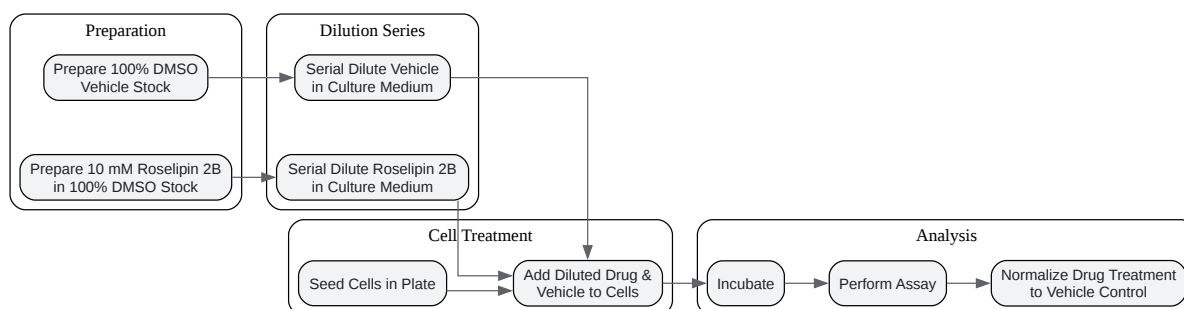 Preparation
Prepare 100% DMSO
Vehicle Stock
Prepare 10 mM Roselipin 2B
in 100% DMSO Stock
Dilution Series
Serial Dilute Vehicle
in Culture Medium
Serial Dilute Roselipin 2B
in Culture Medium
Cell Treatment
Seed Cells in Plate
Add Diluted Drug &
Vehicle to Cells
Analysis
Incubate
Perform Assay
Normalize Drug Treatment
to Vehicle Control